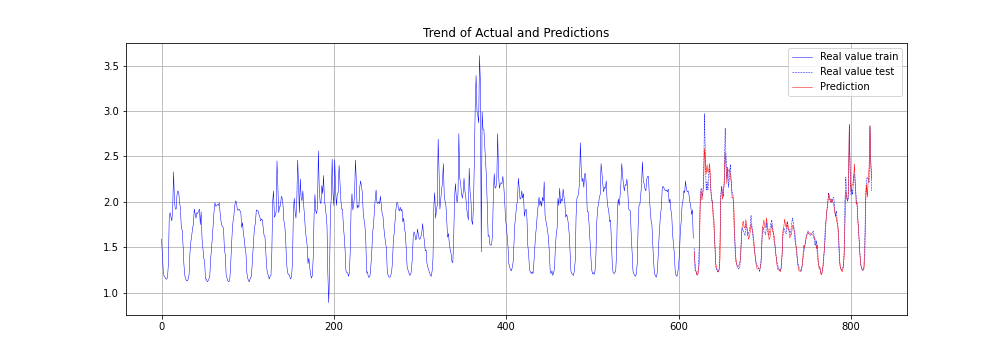 Trend of Actual and Predictions
Real value train
Real value test
Prediction
3.5
3.0
2.5
2.0
1.5
1.0
0
200
400
600
800